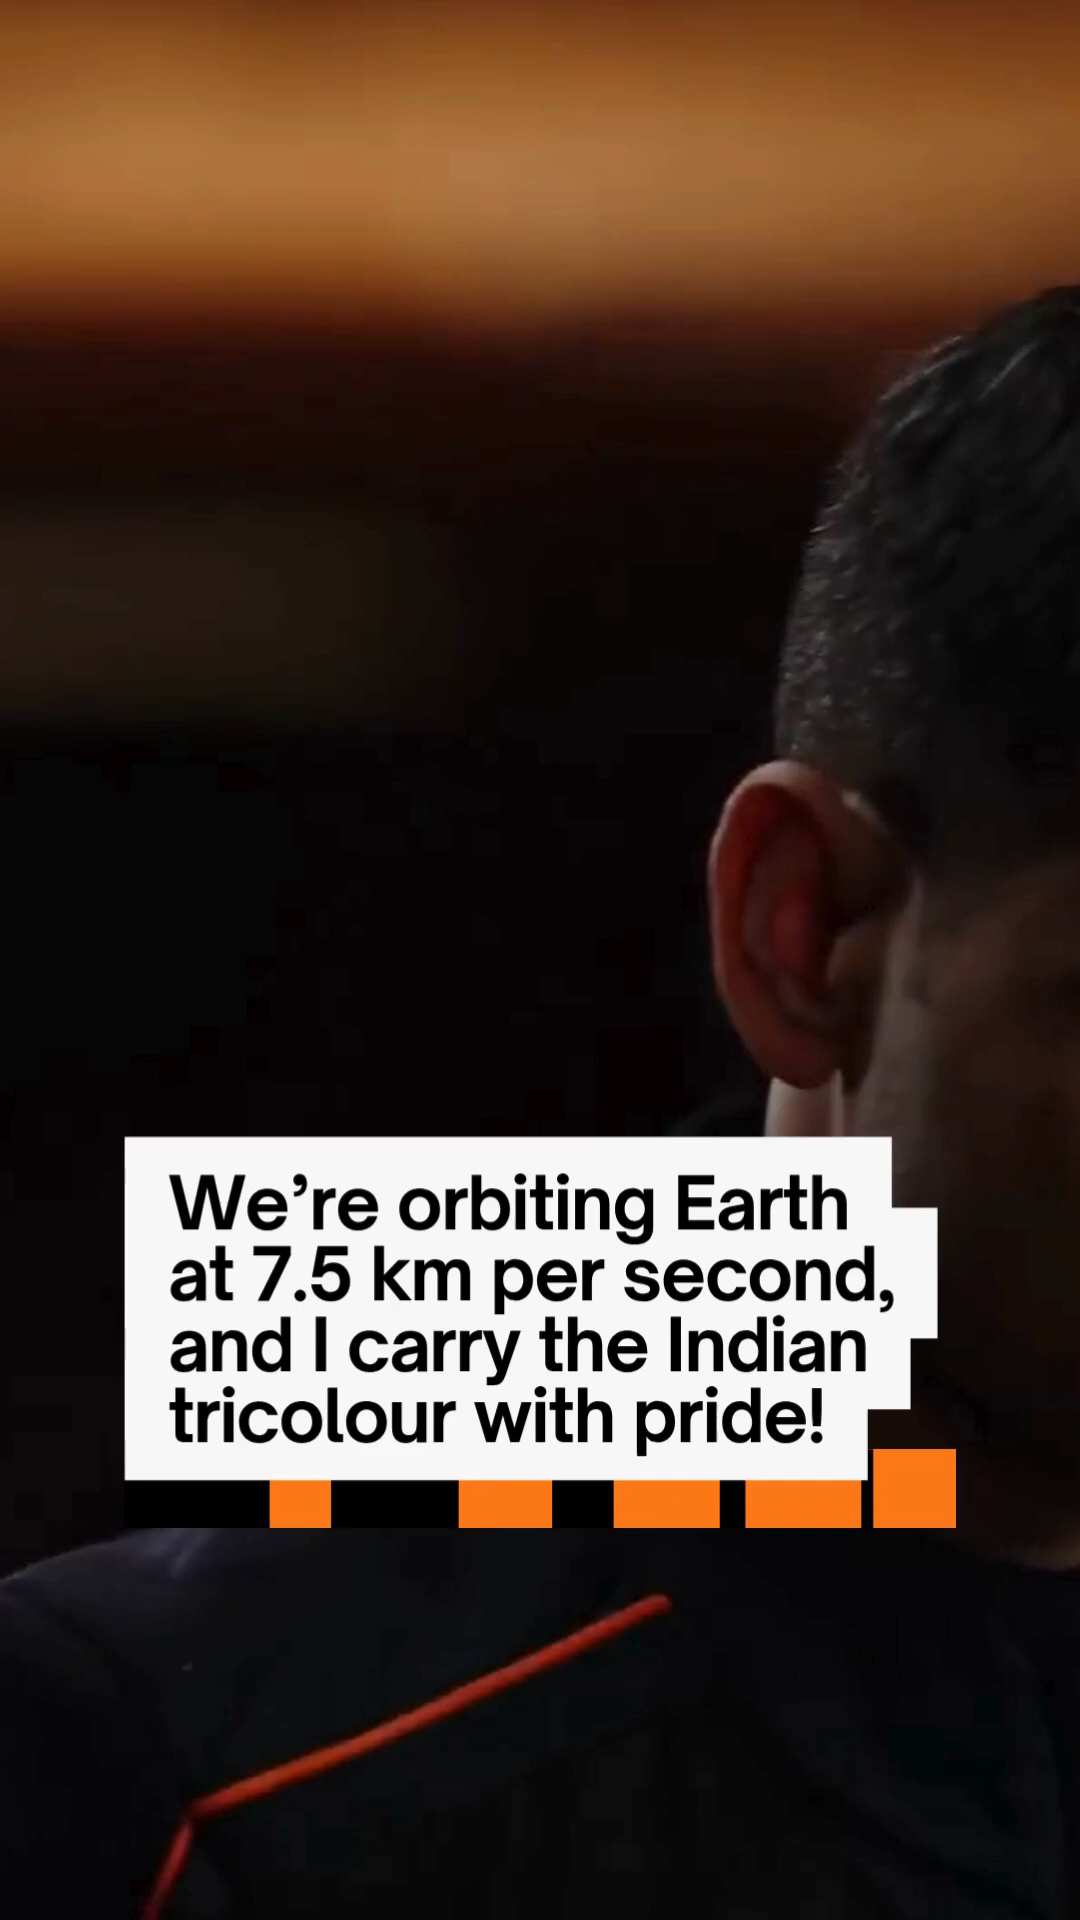 We’re orbiting Earth
at 7.5 km per second,
and I carry the Indian
tricolour with pride!